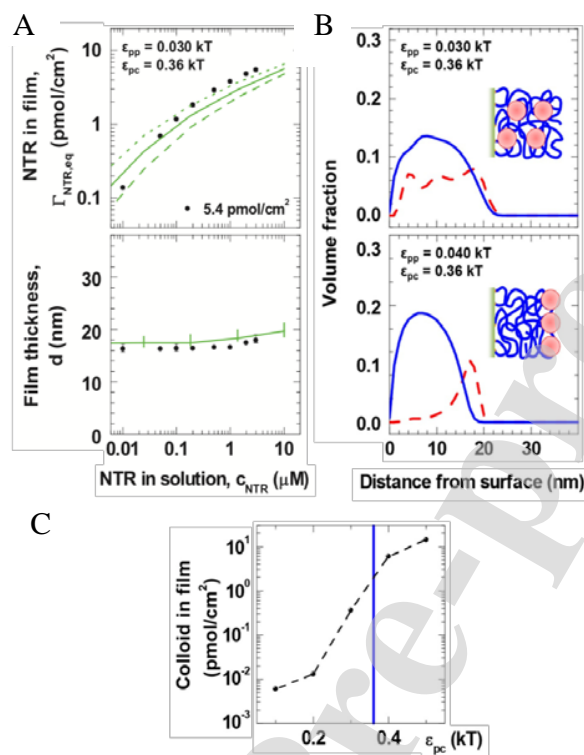 A
ε_pp = 0.030 kT
ε_pc = 0.36 kT
NTR in film,
Γ_NTR,eq (pmol/cm²)
10
1
0.1
5.4 pmol/cm²
Film thickness,
d (nm)
36
24
12
0
0.01 0.1 1 10
NTR in solution, c_NTR (μM)
B
ε_pp = 0.030 kT
ε_pc = 0.36 kT
Volume fraction
0.3
0.2
0.1
0.0
ε_pp = 0.040 kT
ε_pc = 0.36 kT
0.3
0.2
0.1
0.0
0 10 20 30
Distance from surface (nm)
C
Colloid in film
(pmol/cm²)
10¹
10⁰
10⁻¹
10⁻²
10⁻³
0.2 0.4 ε_pc (kT)
pre-pro